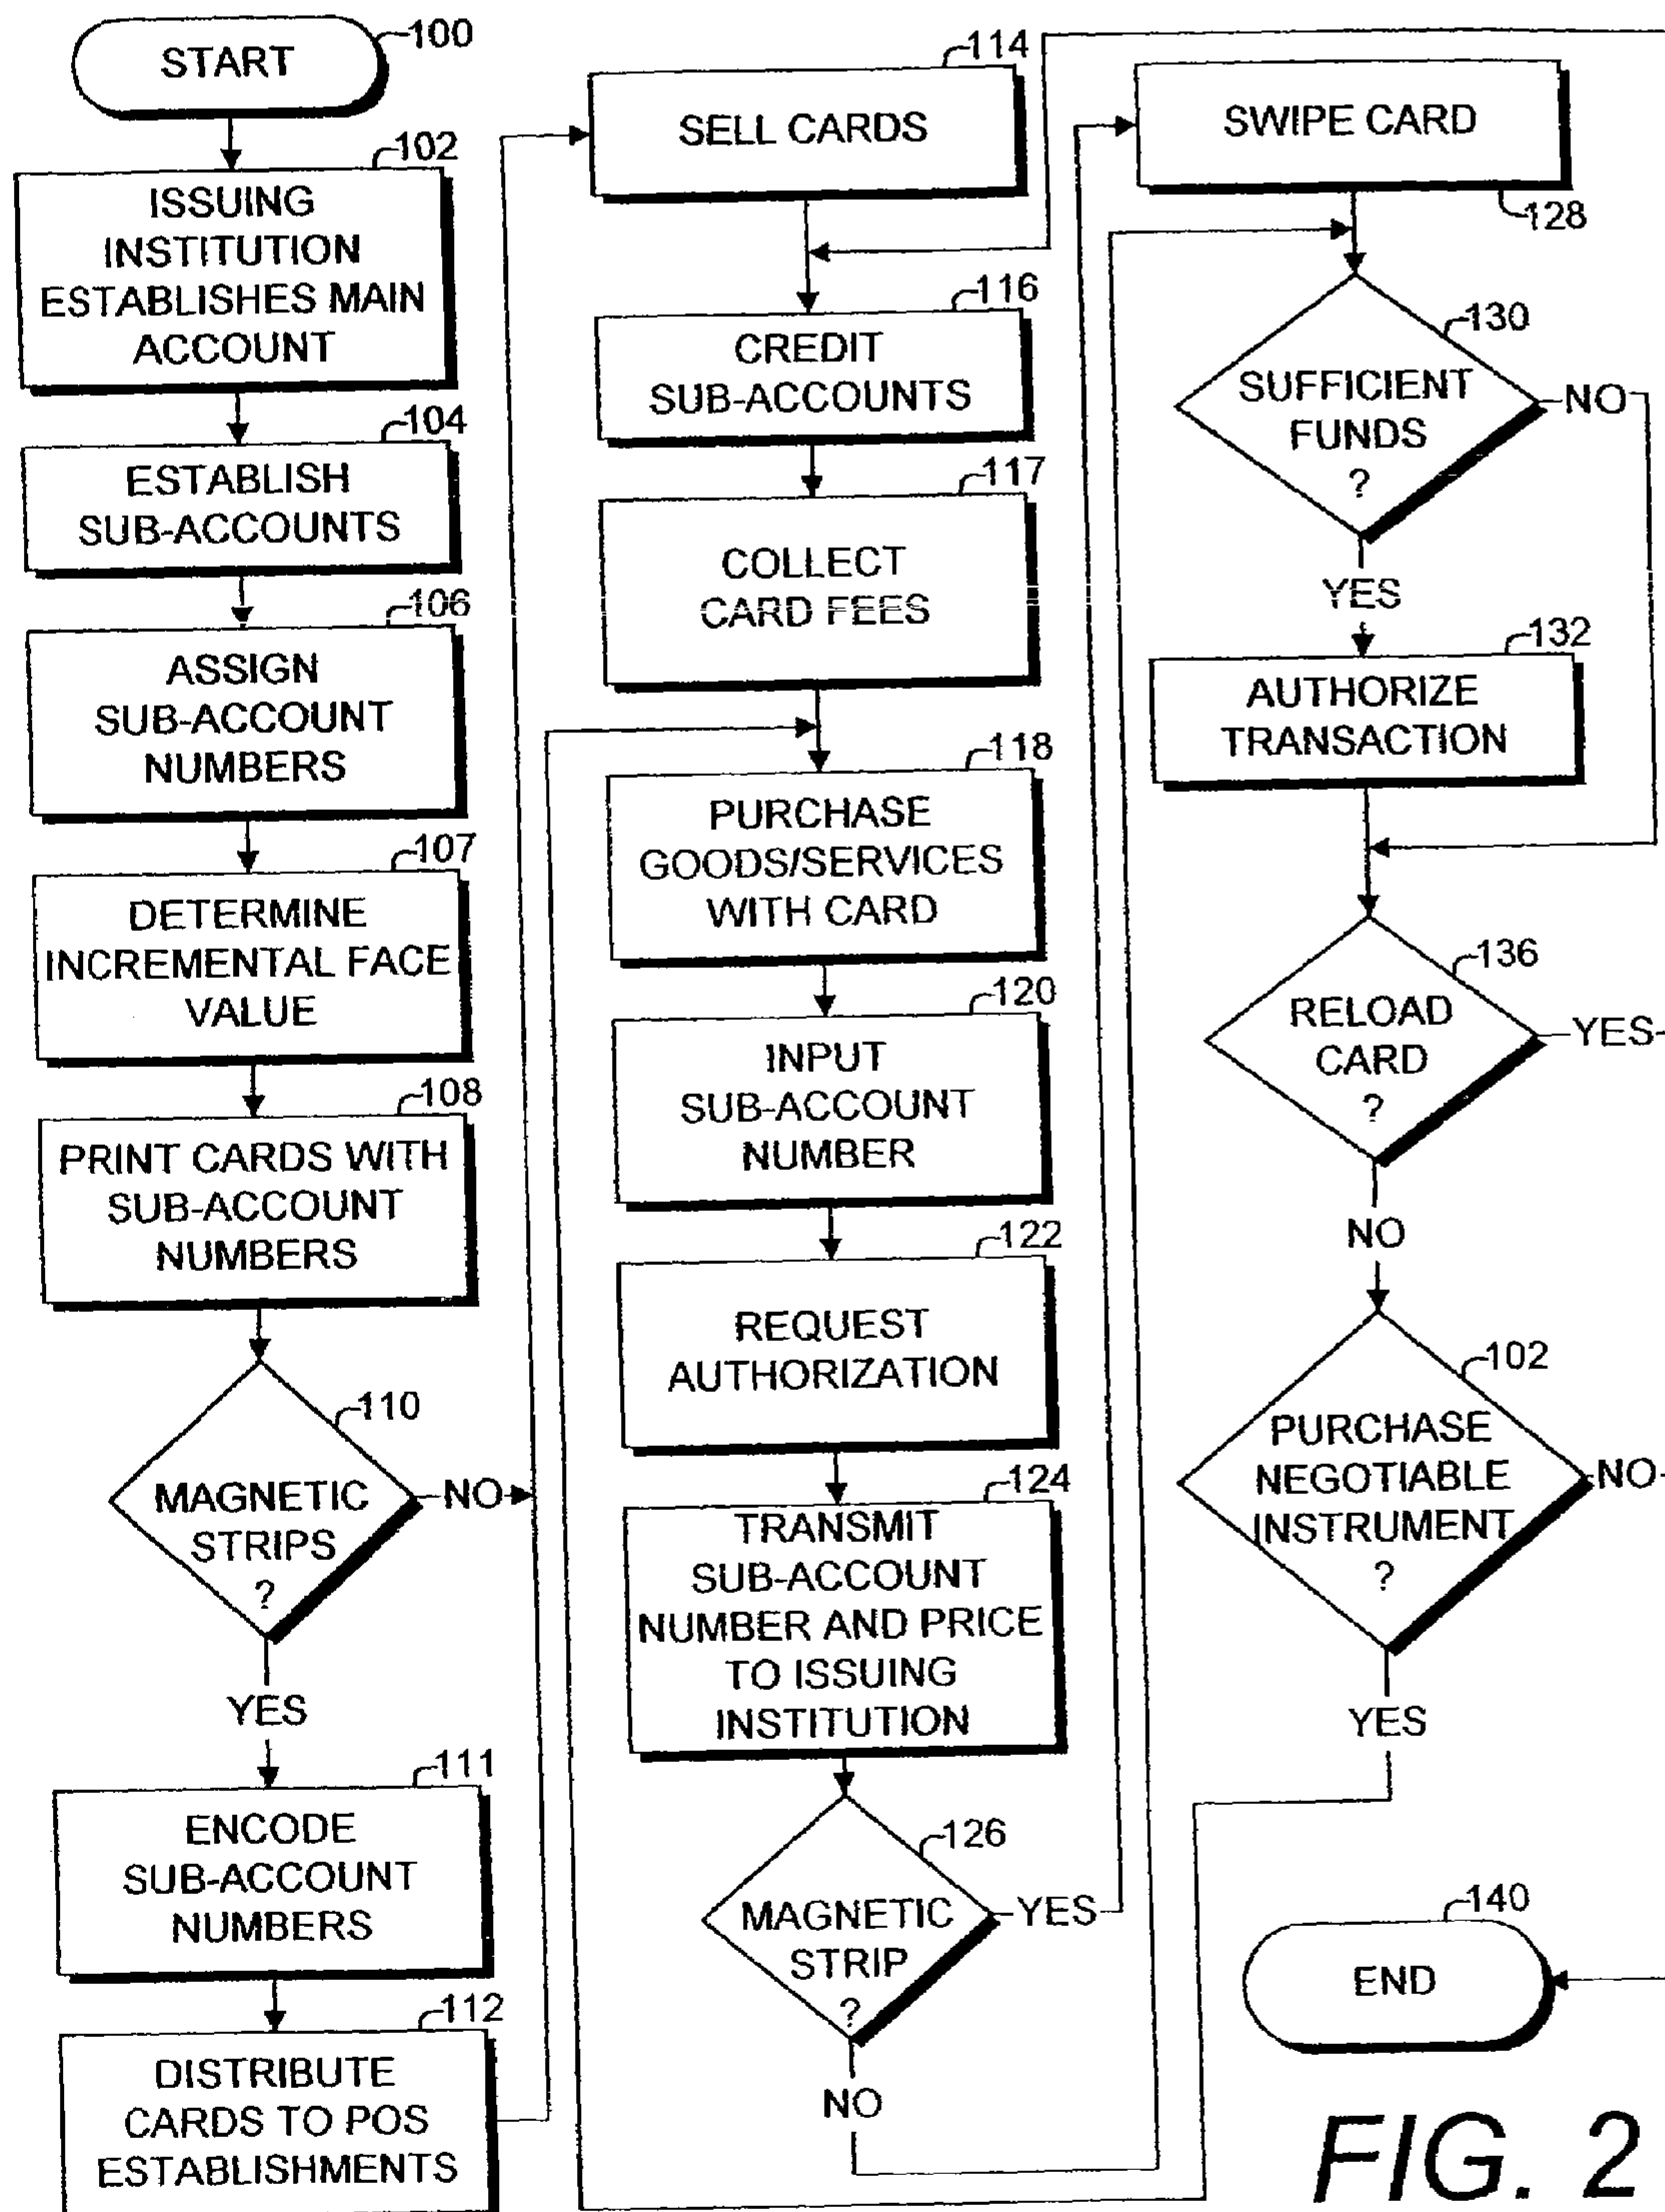 START
100
102
ISSUING
INSTITUTION
ESTABLISHES MAIN
ACCOUNT
104
ESTABLISH
SUB-ACCOUNTS
106
ASSIGN
SUB-ACCOUNT
NUMBERS
107
DETERMINE
INCREMENTAL FACE
VALUE
108
PRINT CARDS WITH
SUB-ACCOUNT
NUMBERS
110
MAGNETIC
STRIPS
?
NO
YES
111
ENCODE
SUB-ACCOUNT
NUMBERS
112
DISTRIBUTE
CARDS TO POS
ESTABLISHMENTS
114
SELL CARDS
116
CREDIT
SUB-ACCOUNTS
117
COLLECT
CARD FEES
118
PURCHASE
GOODS/SERVICES
WITH CARD
120
INPUT
SUB-ACCOUNT
NUMBER
122
REQUEST
AUTHORIZATION
124
TRANSMIT
SUB-ACCOUNT
NUMBER AND PRICE
TO ISSUING
INSTITUTION
126
MAGNETIC
STRIP
?
YES
NO
SWIPE CARD
128
130
SUFFICIENT
FUNDS
?
NO
YES
132
AUTHORIZE
TRANSACTION
136
RELOAD
CARD
?
YES
NO
102
PURCHASE
NEGOTIABLE
INSTRUMENT
?
NO
YES
140
END
FIG. 2